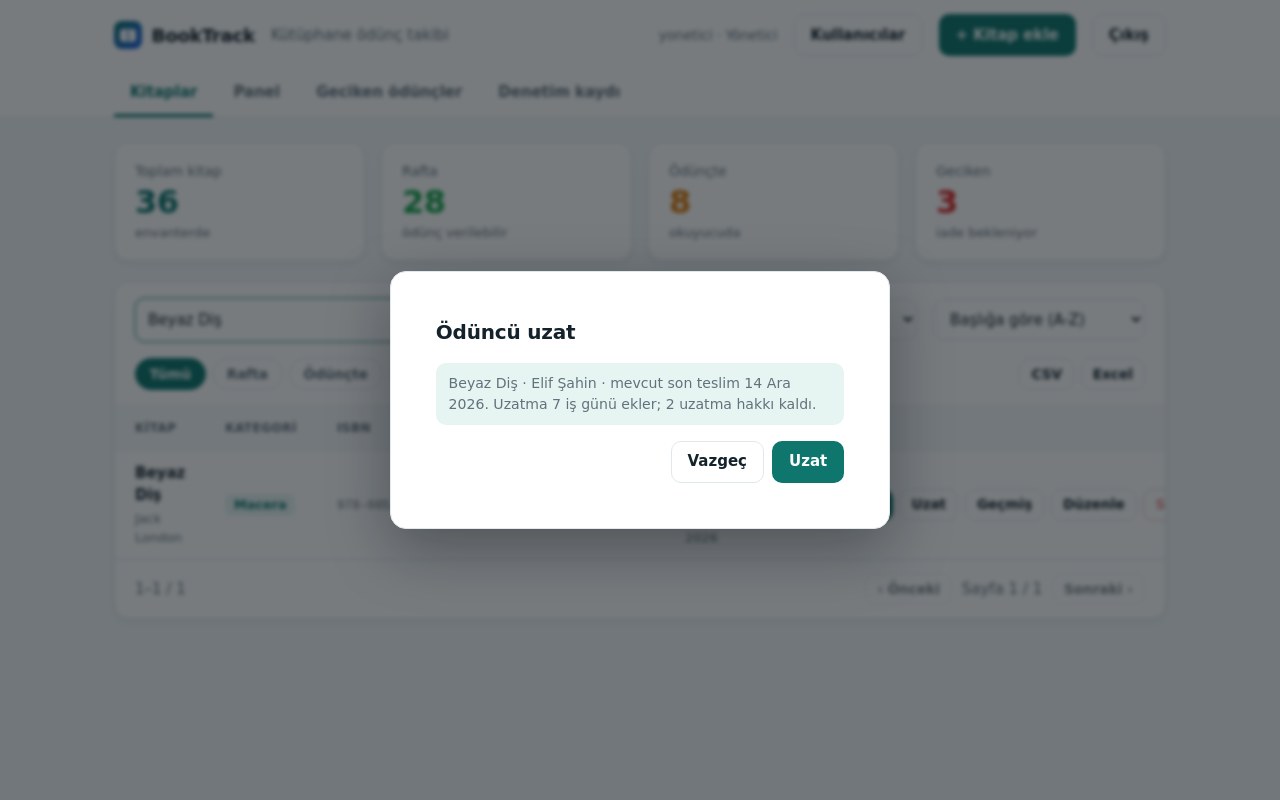 BookTrack
Kütüphane ödünç takibi
yonetici · Yönetici
Kullanıcılar
+ Kitap ekle
Çıkış
Kitaplar
Panel
Geciken ödünçler
Denetim kaydı
Toplam kitap
36
envanterde
Rafta
28
ödünç verilebilir
Ödünçte
8
okuyucuda
Geciken
3
iade bekleniyor
Beyaz Diş
Başlığa göre (A-Z)
Tümü
Rafta
Ödünçte
CSV
Excel
KİTAP
KATEGORİ
ISBN
Beyaz
Diş
Jack
London
Macera
2026
Uzat
Geçmiş
Düzenle
1–1 / 1
‹ Önceki
Sayfa 1 / 1
Sonraki ›
Ödüncü uzat
Beyaz Diş · Elif Şahin · mevcut son teslim 14 Ara
2026. Uzatma 7 iş günü ekler; 2 uzatma hakkı kaldı.
Vazgeç
Uzat